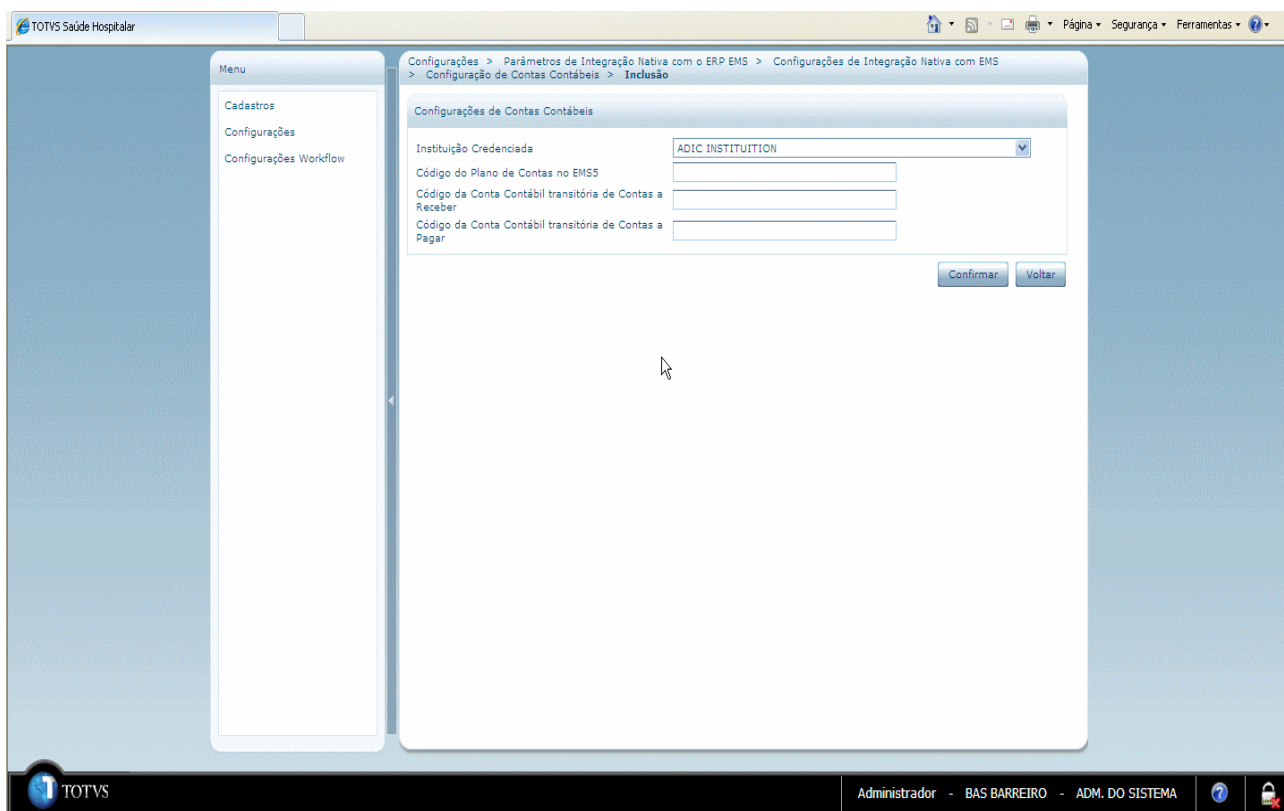 TOTVS Saúde Hospitalar
Página
Segurança
Ferramentas
Menu
Cadastros
Configurações
Configurações Workflow
Configurações > Parâmetros de Integração Nativa com o ERP EMS > Configurações de Integração Nativa com EMS
> Configuração de Contas Contábeis > Inclusão
Configurações de Contas Contábeis
Instituição Credenciada
ADIC INSTITUITION
Código do Plano de Contas no EMS5
Código da Conta Contábil transitória de Contas a
Receber
Código da Conta Contábil transitória de Contas a
Pagar
Confirmar
Voltar
TOTVS
Administrador - BAS BARREIRO - ADM. DO SISTEMA